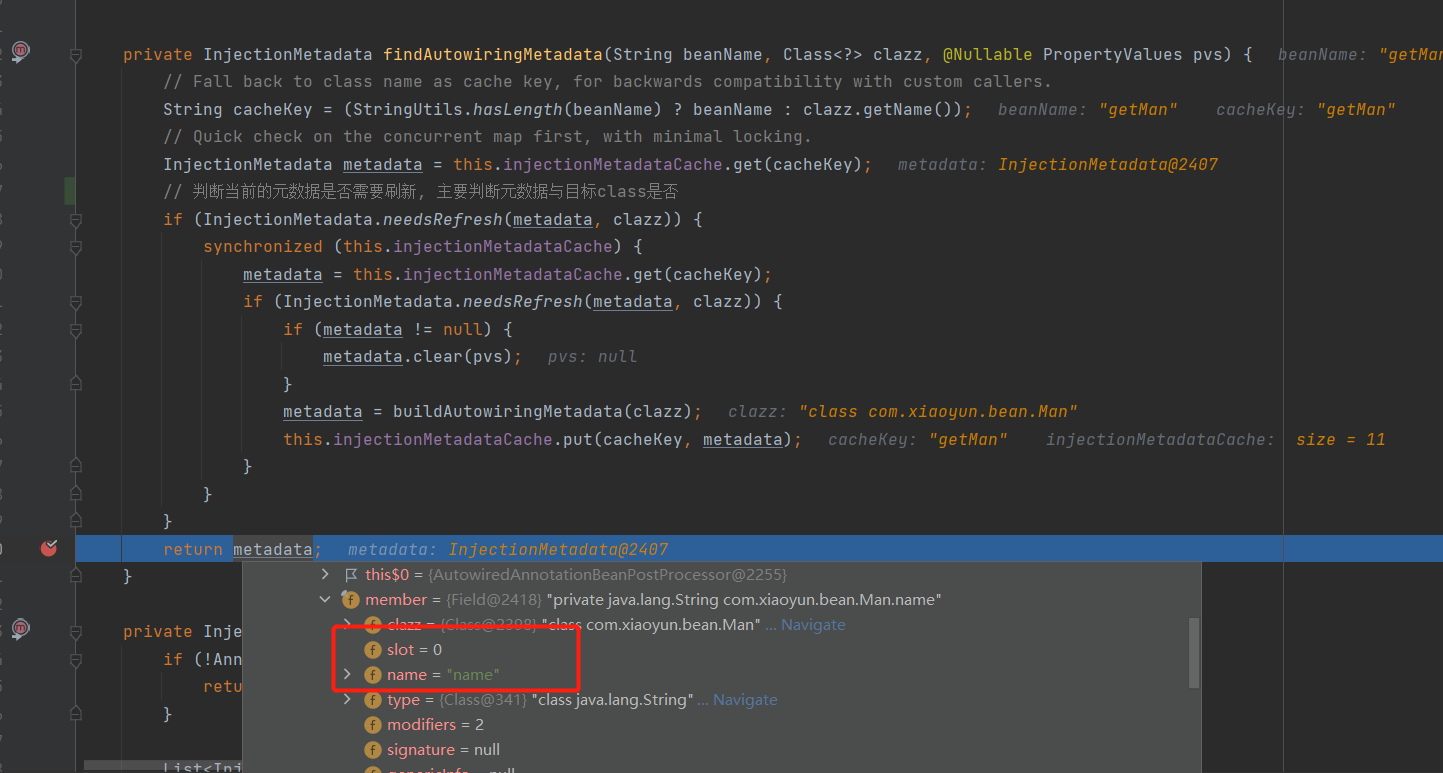 private InjectionMetadata findAutowiringMetadata(String beanName, Class<?> clazz, @Nullable PropertyValues pvs) { beanName: "getMan
// Fall back to class name as cache key, for backwards compatibility with custom callers.
String cacheKey = (StringUtils.hasLength(beanName) ? beanName : clazz.getName()); beanName: "getMan" cacheKey: "getMan"
// Quick check on the concurrent map first, with minimal locking.
InjectionMetadata metadata = this.injectionMetadataCache.get(cacheKey); metadata: InjectionMetadata@2407
// 判断当前的元数据是否需要刷新, 主要判断元数据与目标class是否
if (InjectionMetadata.needsRefresh(metadata, clazz)) {
synchronized (this.injectionMetadataCache) {
metadata = this.injectionMetadataCache.get(cacheKey);
if (InjectionMetadata.needsRefresh(metadata, clazz)) {
if (metadata != null) {
metadata.clear(pvs); pvs: null
}
metadata = buildAutowiringMetadata(clazz); clazz: "class com.xiaoyun.bean.Man"
this.injectionMetadataCache.put(cacheKey, metadata); cacheKey: "getMan" injectionMetadataCache: size = 11
}
}
}
return metadata; metadata: InjectionMetadata@2407
}
this$0 = {AutowiredAnnotationBeanPostProcessor@2255}
member = {Field@2418} "private java.lang.String com.xiaoyun.bean.Man.name"
clazz = {Class@2398} "class com.xiaoyun.bean.Man" ... Navigate
private Inje
slot = 0
if (!Ann
name = "name"
retu
type = {Class@341} "class java.lang.String" ... Navigate
}
modifiers = 2
signature = null
List<Inj
genericInfo = null